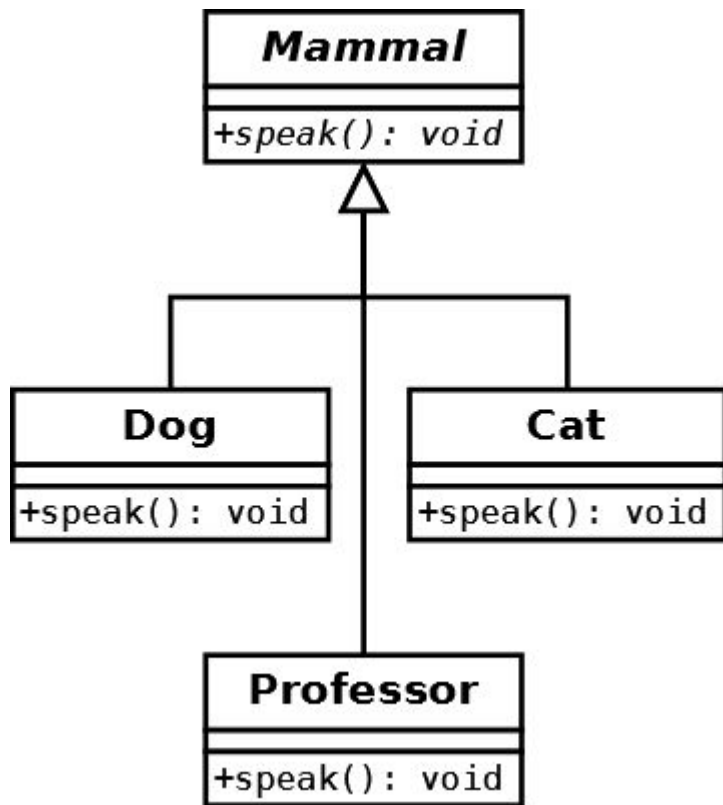 Mammal
+speak(): void
Dog
+speak(): void
Cat
+speak(): void
Professor
+speak(): void